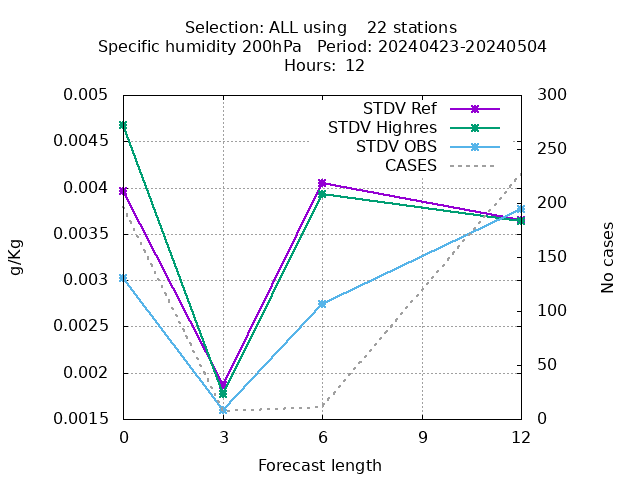 Selection: ALL using    22 stations
Specific humidity 200hPa   Period: 20240423-20240504
Hours: 12
0.005
0.0045
0.004
0.0035
0.003
0.0025
0.002
0.0015
g/Kg
STDV Ref
STDV Highres
STDV OBS
CASES
300
250
200
150
100
50
0
No cases
0 3 6 9 12
Forecast length